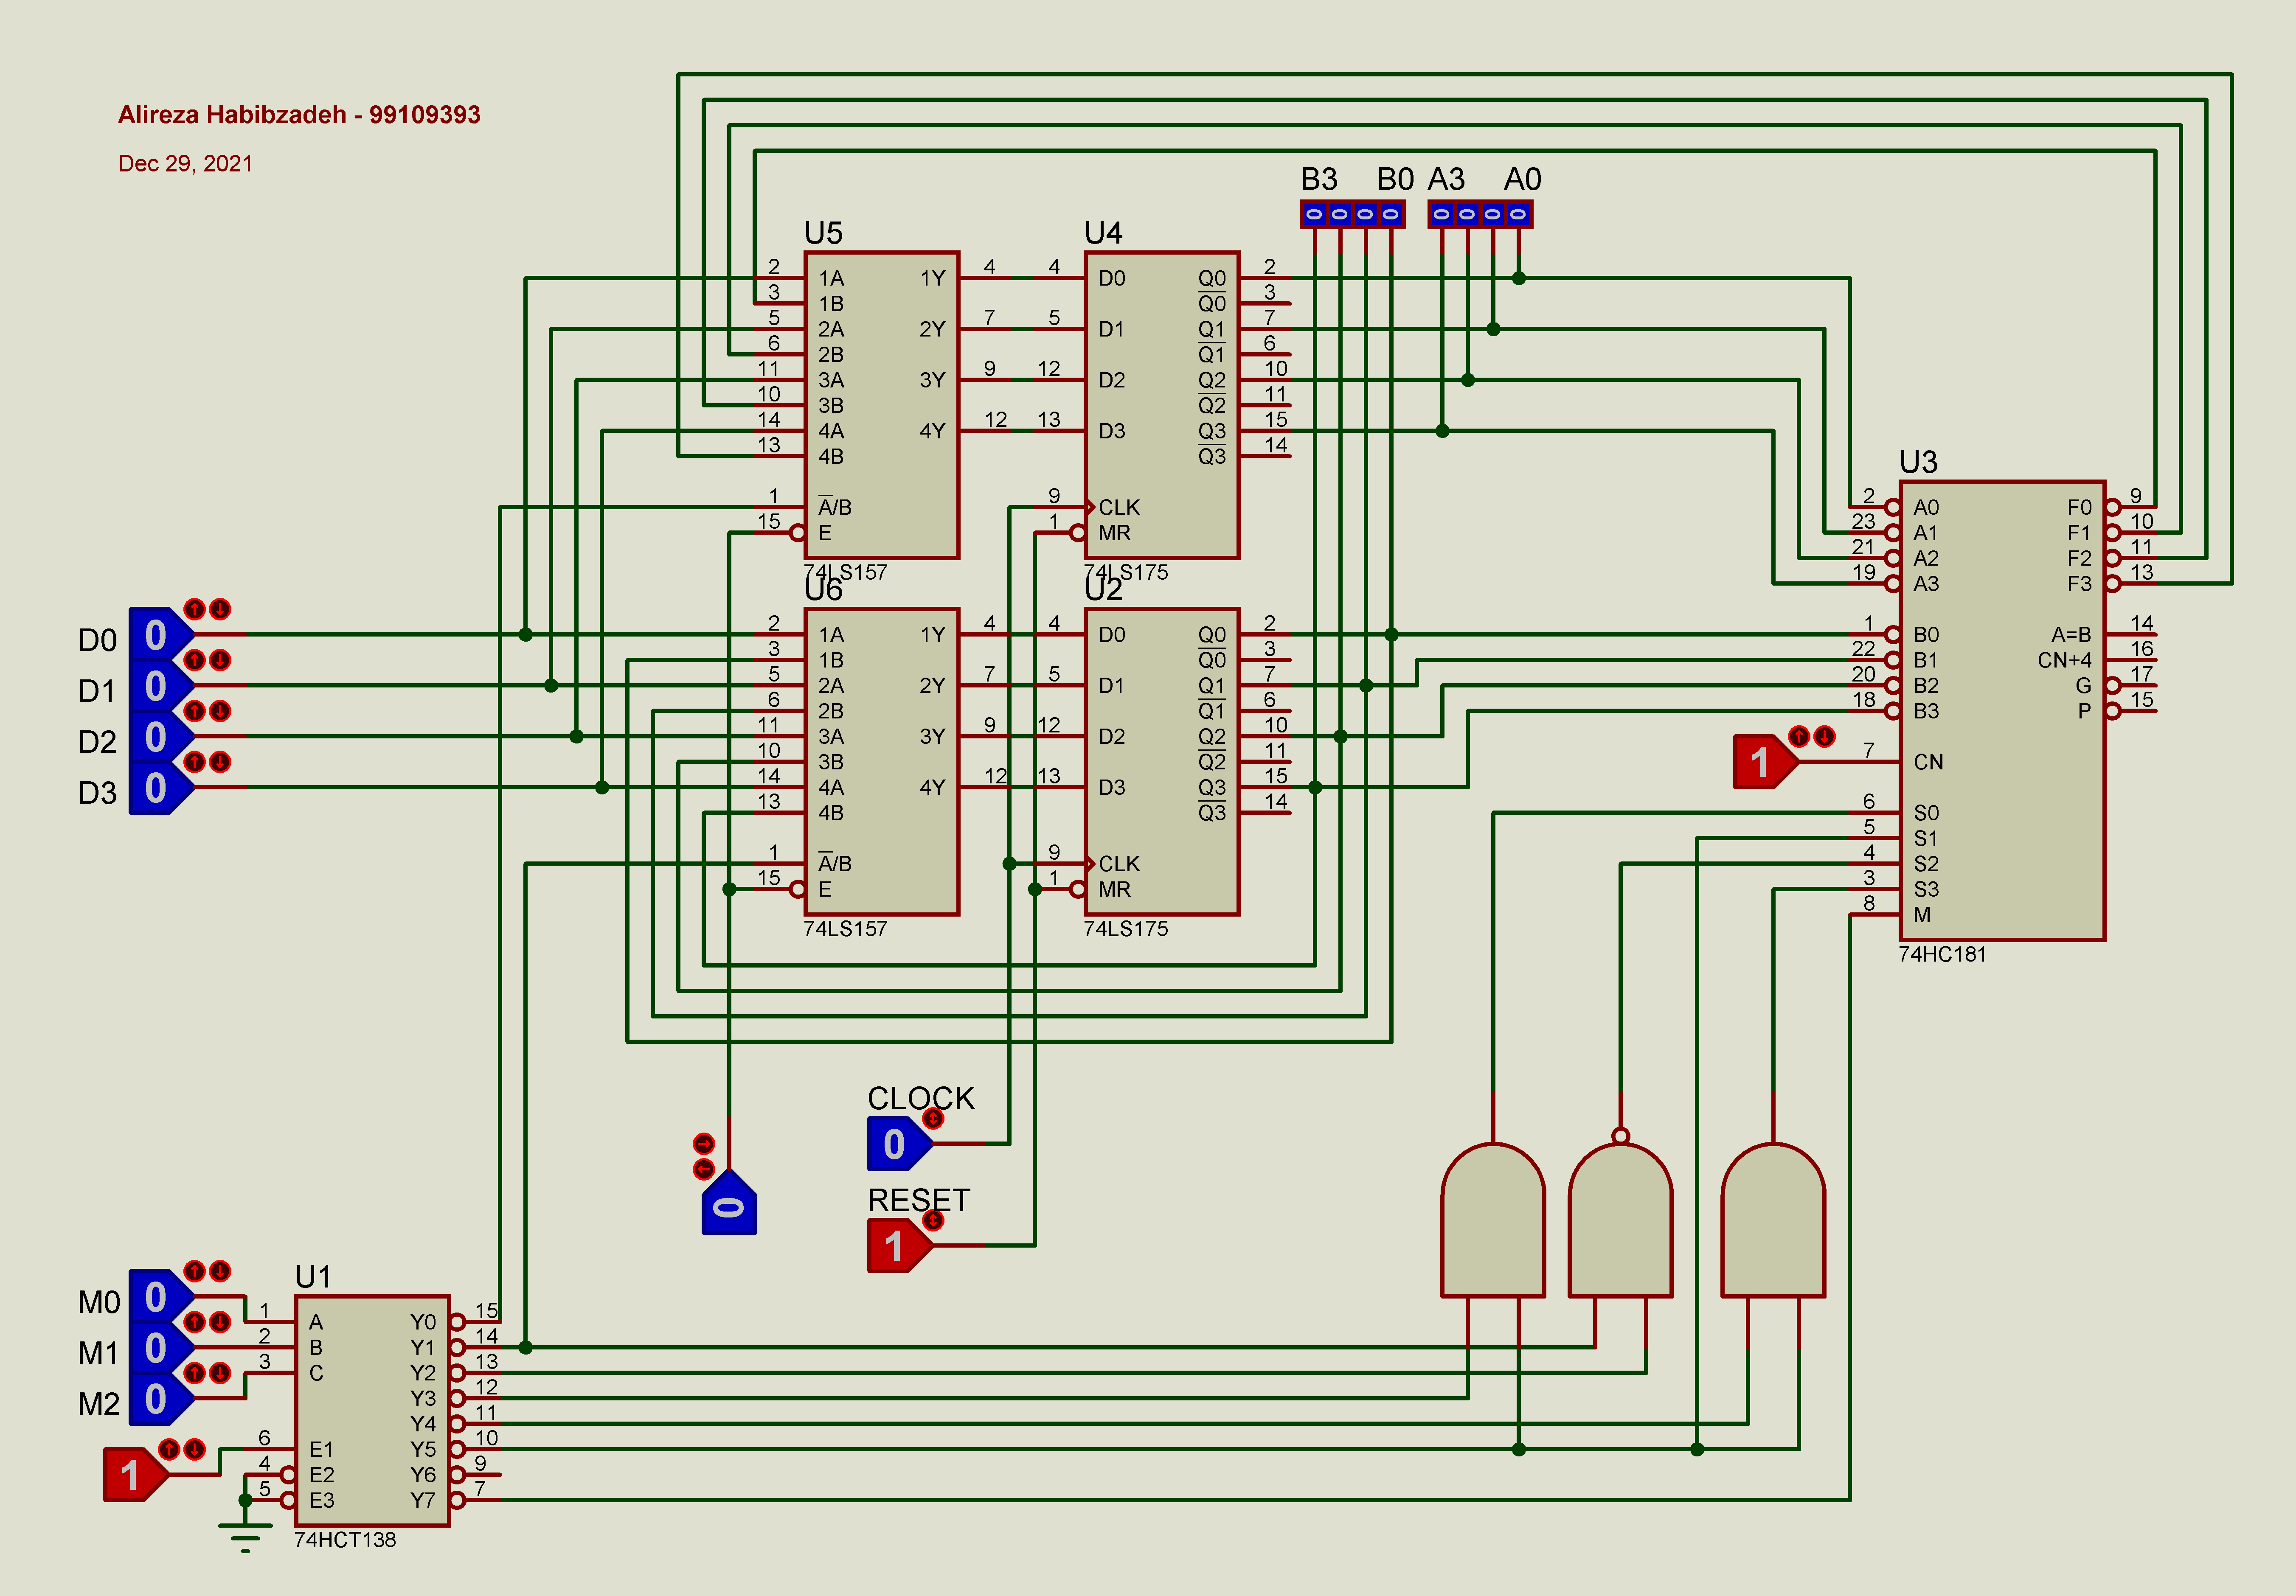 Alireza Habibzadeh - 99109393
Dec 29, 2021
B3 B0 A3 A0
0 0 0 0 0 0 0 0
U5
2 1A 1Y 4
3 1B
5 2A 2Y 7
6 2B
11 3A 3Y 9
10 3B
14 4A 4Y 12
13 4B
1 A/B
15 E
74LS157
U4
4 D0 Q0 2
Q0 3
5 D1 Q1 7
Q1 6
12 D2 Q2 10
Q2 11
13 D3 Q3 15
Q3 14
9 CLK
1 MR
74LS175
U6
2 1A 1Y 4
3 1B
5 2A 2Y 7
6 2B
11 3A 3Y 9
10 3B
14 4A 4Y 12
13 4B
1 A/B
15 E
74LS157
U2
4 D0 Q0 2
Q0 3
5 D1 Q1 7
Q1 6
12 D2 Q2 10
Q2 11
13 D3 Q3 15
Q3 14
9 CLK
1 MR
74LS175
U3
2 A0 F0 9
23 A1 F1 10
21 A2 F2 11
19 A3 F3 13
1 B0 A=B 14
22 B1 CN+4 16
20 B2 G 17
18 B3 P 15
1 7 CN
6 S0
5 S1
4 S2
3 S3
8 M
74HC181
D0 0
D1 0
D2 0
D3 0
CLOCK
0
RESET
1
0
M0 0
M1 0
M2 0
1
U1
1 A Y0 15
2 B Y1 14
3 C Y2 13
Y3 12
Y4 11
6 E1 Y5 10
4 E2 Y6 9
5 E3 Y7 7
74HCT138